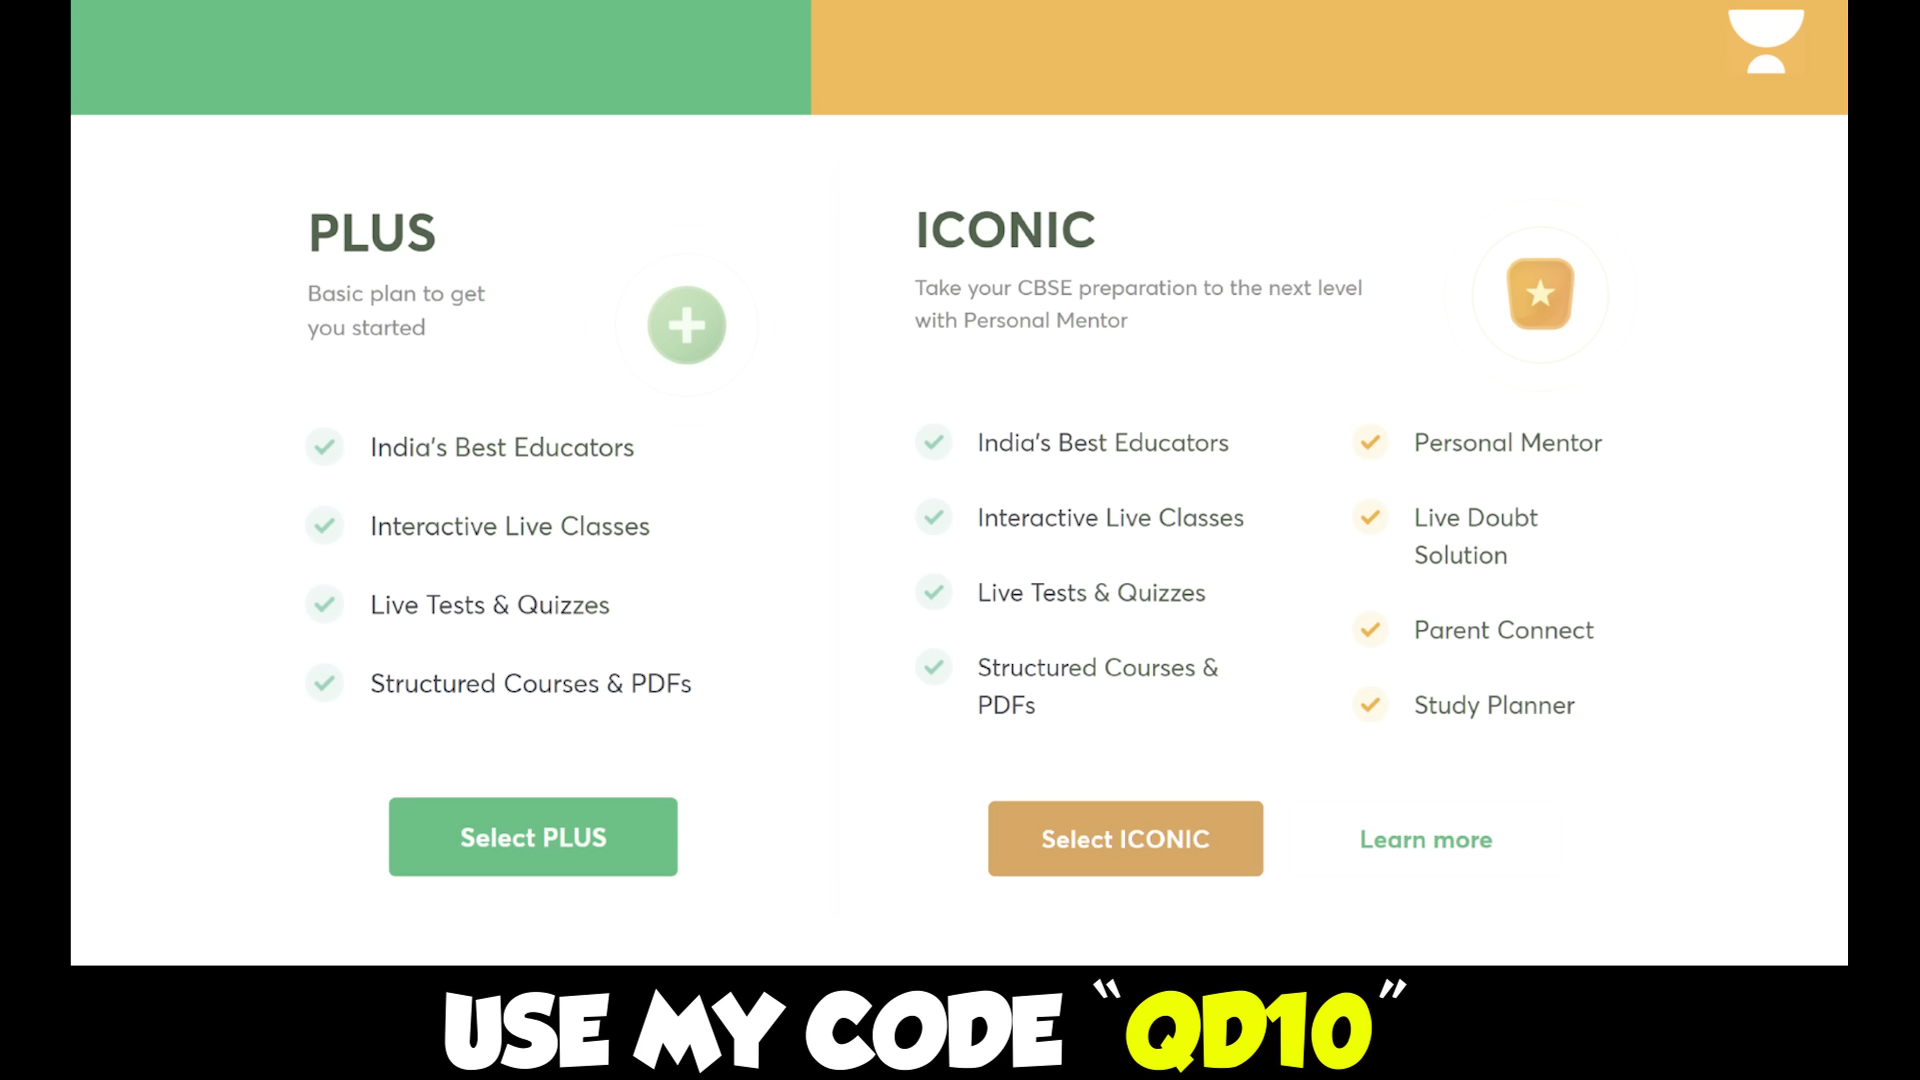 PLUS
Basic plan to get
you started
India's Best Educators
Interactive Live Classes
Live Tests & Quizzes
Structured Courses & PDFs
Select PLUS
ICONIC
Take your CBSE preparation to the next level
with Personal Mentor
India's Best Educators
Interactive Live Classes
Live Tests & Quizzes
Structured Courses &
PDFs
Personal Mentor
Live Doubt
Solution
Parent Connect
Study Planner
Select ICONIC
Learn more
USE MY CODE "QD10"